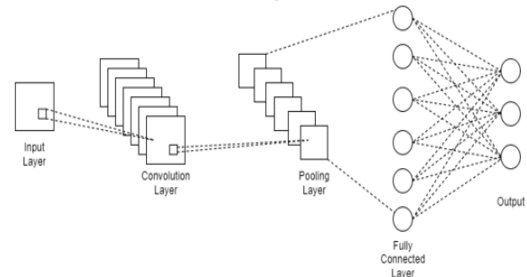 Input
Layer
Convolution
Layer
Pooling
Layer
Fully
Connected
Layer
Output